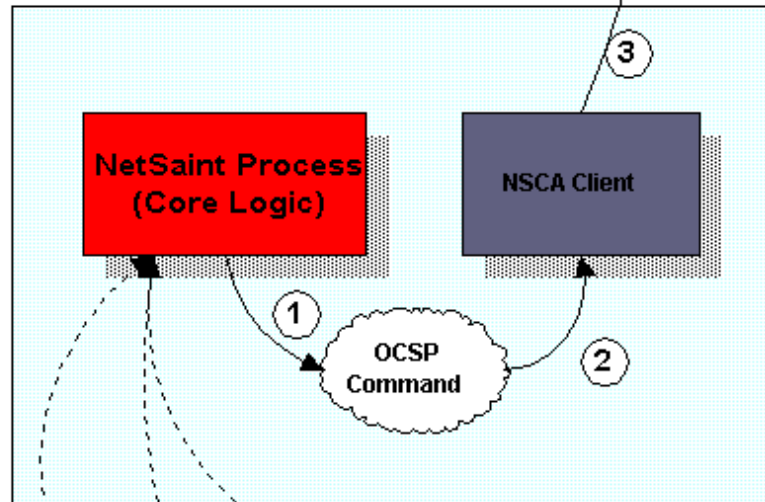 3
NetSaint Process
(Core Logic)
NSCA Client
1
OCSP
Command
2